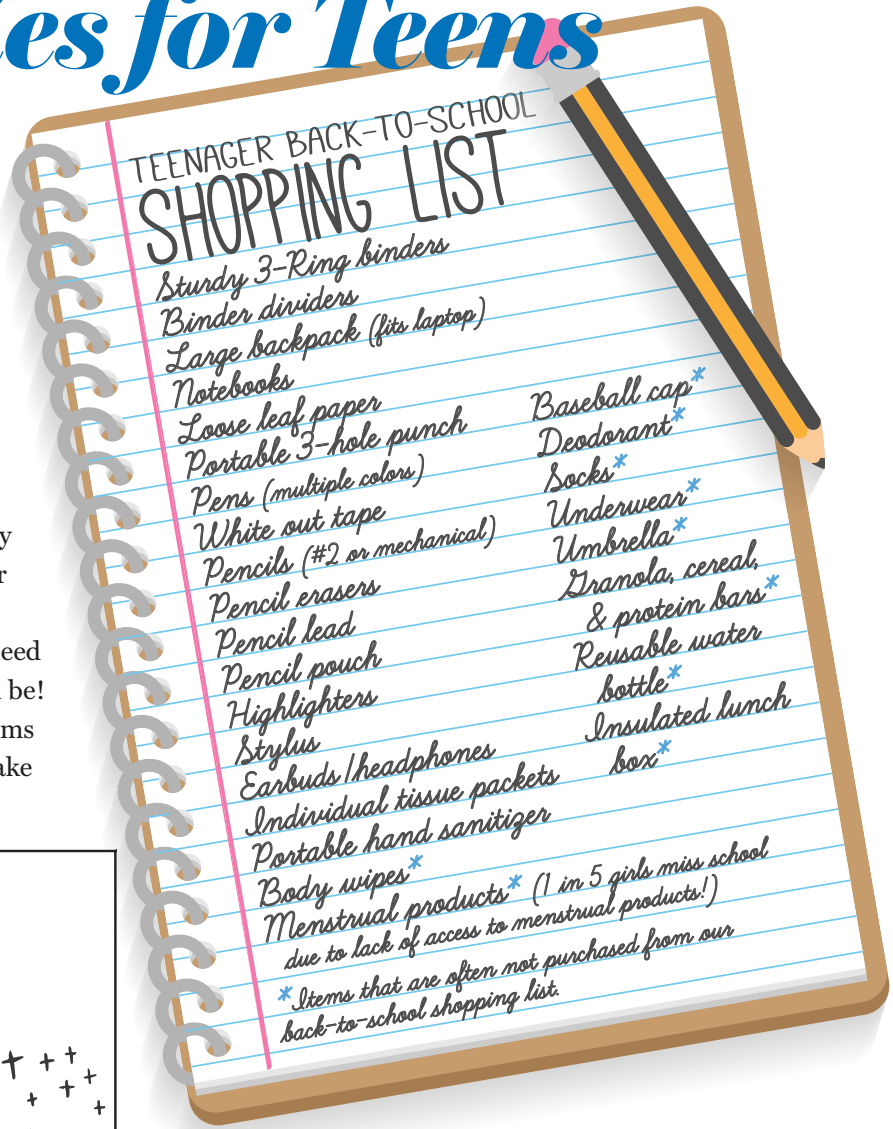 for Teens
TEENAGER BACK-TO-SCHOOL
SHOPPING LIST
Sturdy 3-Ring binders
Binder dividers
Large backpack (fits laptop)
Notebooks
Loose leaf paper
Portable 3-hole punch
Pens (multiple colors)
White out tape
Pencils (#2 or mechanical)
Pencil erasers
Pencil lead
Pencil pouch
Highlighters
Stylus
Earbuds/headphones
Individual tissue packets
Portable hand sanitizer
Body wipes*
Menstrual products* (1 in 5 girls miss school
due to lack of access to menstrual products!)
Baseball cap*
Deodorant*
Socks*
Underwear*
Umbrella*
Granola, cereal,
& protein bars*
Reusable water
bottle*
Insulated lunch
box*
*Items that are often not purchased from our
back-to-school shopping list.
be!